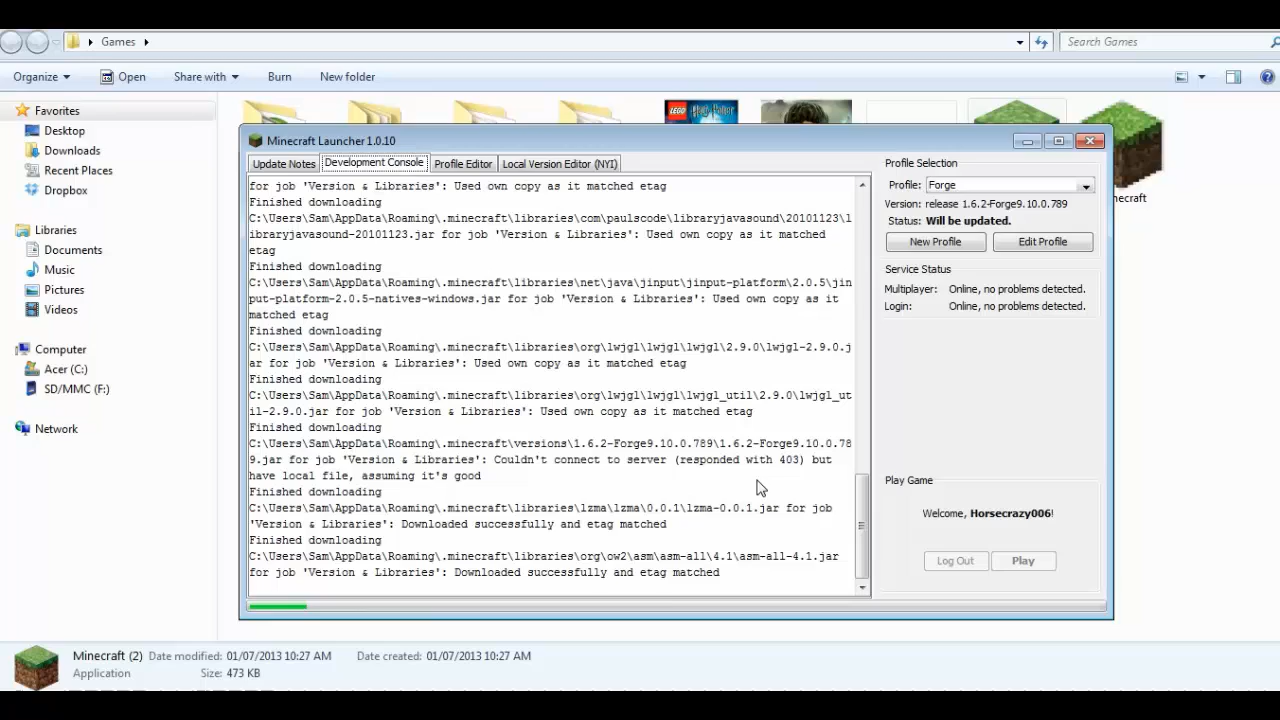 Games
Search Games
Organize
Open
Share with
Burn
New folder
Favorites
Desktop
Downloads
Recent Places
Dropbox
Libraries
Documents
Music
Pictures
Videos
Computer
Acer (C:)
SD/MMC (F:)
Network
LEGO Harry Potter
necraft
Minecraft Launcher 1.0.10
Update Notes
Development Console
Profile Editor
Local Version Editor (NYI)
for job 'Version & Libraries': Used own copy as it matched etag
Finished downloading
C:\Users\Sam\AppData\Roaming\.minecraft\libraries\com\paulscode\libraryjavasound\20101123\l
ibraryjavasound-20101123.jar for job 'Version & Libraries': Used own copy as it matched
etag
Finished downloading
C:\Users\Sam\AppData\Roaming\.minecraft\libraries\net\java\jinput\jinput-platform\2.0.5\jin
put-platform-2.0.5-natives-windows.jar for job 'Version & Libraries': Used own copy as it
matched etag
Finished downloading
C:\Users\Sam\AppData\Roaming\.minecraft\libraries\org\lwjgl\lwjgl\lwjgl\2.9.0\lwjgl-2.9.0.j
ar for job 'Version & Libraries': Used own copy as it matched etag
Finished downloading
C:\Users\Sam\AppData\Roaming\.minecraft\libraries\org\lwjgl\lwjgl\lwjgl_util\2.9.0\lwjgl_ut
il-2.9.0.jar for job 'Version & Libraries': Used own copy as it matched etag
Finished downloading
C:\Users\Sam\AppData\Roaming\.minecraft\versions\1.6.2-Forge9.10.0.789\1.6.2-Forge9.10.0.78
9.jar for job 'Version & Libraries': Couldn't connect to server (responded with 403) but
have local file, assuming it's good
Finished downloading
C:\Users\Sam\AppData\Roaming\.minecraft\libraries\lzma\lzma\0.0.1\lzma-0.0.1.jar for job
'Version & Libraries': Downloaded successfully and etag matched
Finished downloading
C:\Users\Sam\AppData\Roaming\.minecraft\libraries\org\ow2\asm\asm-all\4.1\asm-all-4.1.jar
for job 'Version & Libraries': Downloaded successfully and etag matched
Profile Selection
Profile: Forge
Version: release 1.6.2-Forge9.10.0.789
Status: Will be updated.
New Profile
Edit Profile
Service Status
Multiplayer: Online, no problems detected.
Login: Online, no problems detected.
Play Game
Welcome, Horsecrazy006!
Log Out
Play
Minecraft (2) Date modified: 01/07/2013 10:27 AM Date created: 01/07/2013 10:27 AM
Application Size: 473 KB